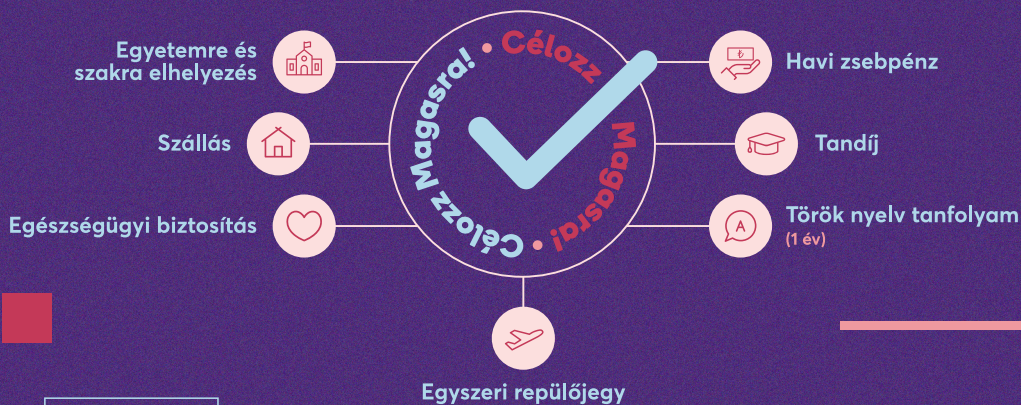 Egyetemre és
szakra elhelyezés
Szállás
Egészségügyi biztosítás
Célozz Magasra! • Célozz Magasra! •
₺
Havi zsebpénz
Tandíj
A
Török nyelv tanfolyam
(1 év)
Egyszeri repülőjegy